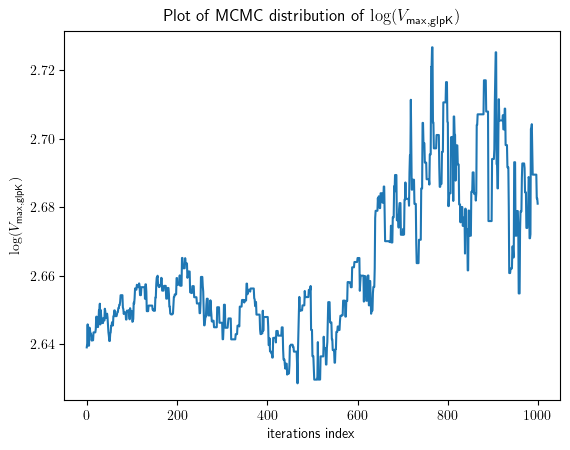 Plot of MCMC distribution of log(V_max,glpK)
log(V_max,glpK)
2.72
2.70
2.68
2.66
2.64
0 200 400 600 800 1000
iterations index